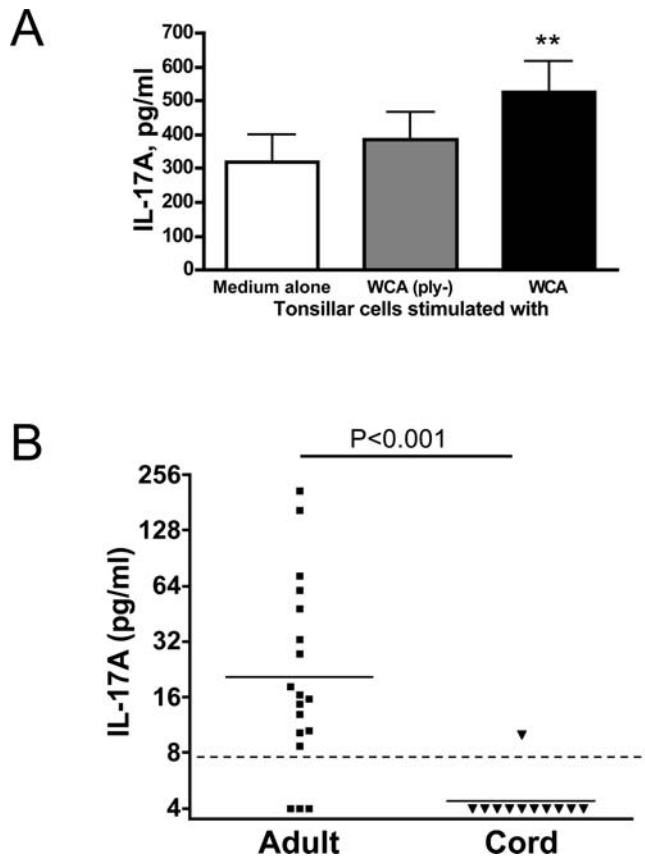 A
IL-17A, pg/ml
700
600
500
400
300
200
100
0
**
Medium alone WCA (ply-) WCA
Tonsillar cells stimulated with
B
P<0.001
IL-17A (pg/ml)
256
128
64
32
16
8
4
Adult Cord